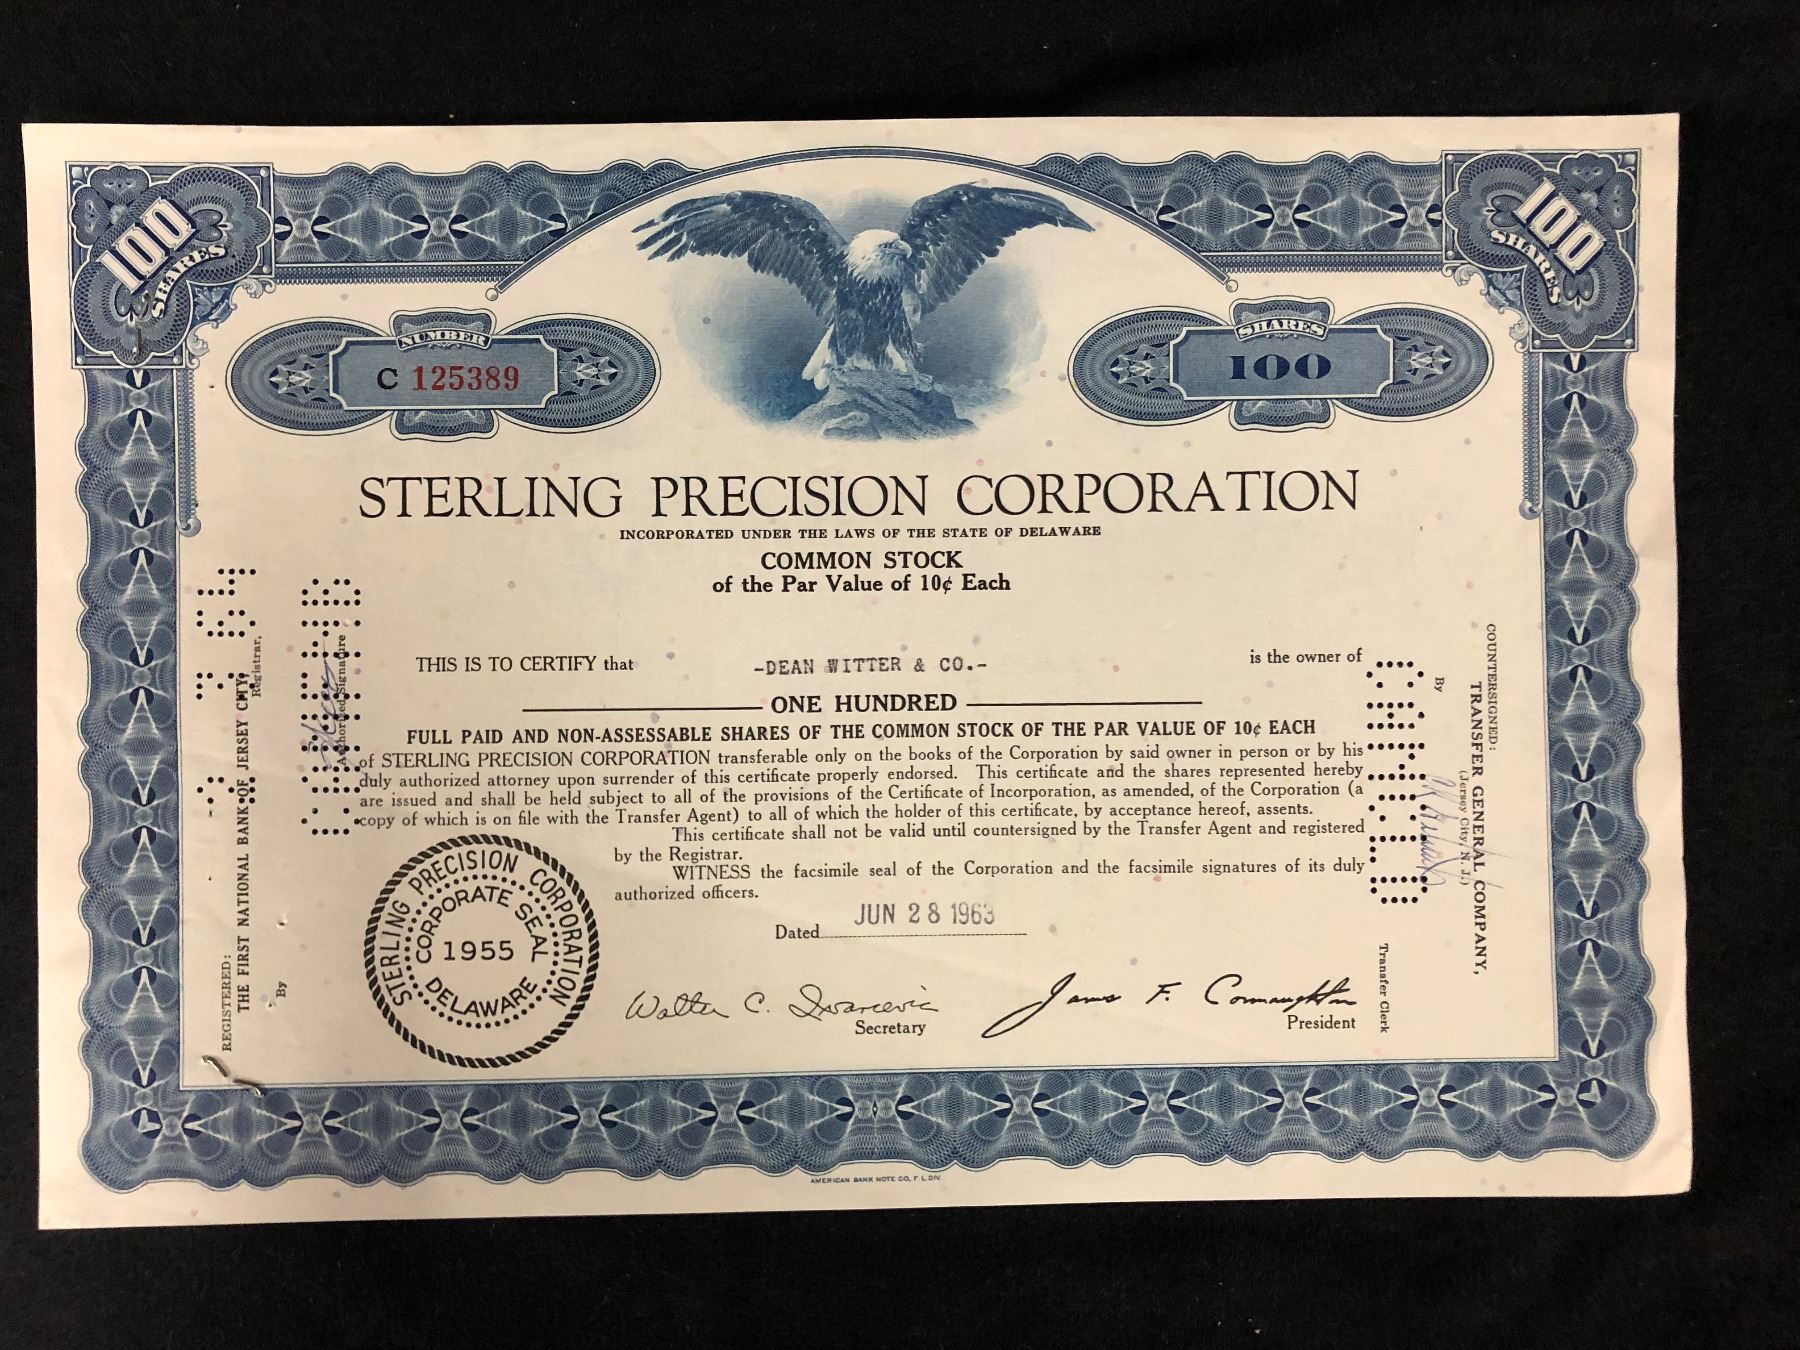 100 SHARES
100 SHARES
NUMBER
C 125389
SHARES
100
STERLING PRECISION CORPORATION
INCORPORATED UNDER THE LAWS OF THE STATE OF DELAWARE
COMMON STOCK
of the Par Value of 10¢ Each
THIS IS TO CERTIFY that -DEAN WITTER & CO.- is the owner of
ONE HUNDRED
FULL PAID AND NON-ASSESSABLE SHARES OF THE COMMON STOCK OF THE PAR VALUE OF 10¢ EACH
of STERLING PRECISION CORPORATION transferable only on the books of the Corporation by said owner in person or by his
duly authorized attorney upon surrender of this certificate properly endorsed. This certificate and the shares represented hereby
are issued and shall be held subject to all of the provisions of the Certificate of Incorporation, as amended, of the Corporation (a
copy of which is on file with the Transfer Agent) to all of which the holder of this certificate, by acceptance hereof, assents.
This certificate shall not be valid until countersigned by the Transfer Agent and registered
by the Registrar.
WITNESS the facsimile seal of the Corporation and the facsimile signatures of its duly
authorized officers.
Dated JUN 28 1963
STERLING PRECISION CORPORATION
CORPORATE SEAL
1955
DELAWARE
Walter C.
Secretary
James F. Connaughton
President
REGISTERED:
THE FIRST NATIONAL BANK OF JERSEY CITY,
Registrar,
By
Authorized Signature
COUNTERSIGNED:
TRANSFER GENERAL COMPANY,
(Jersey City, N. J.)
By
Transfer Clerk
AMERICAN BANK NOTE CO. F. L. DIV.